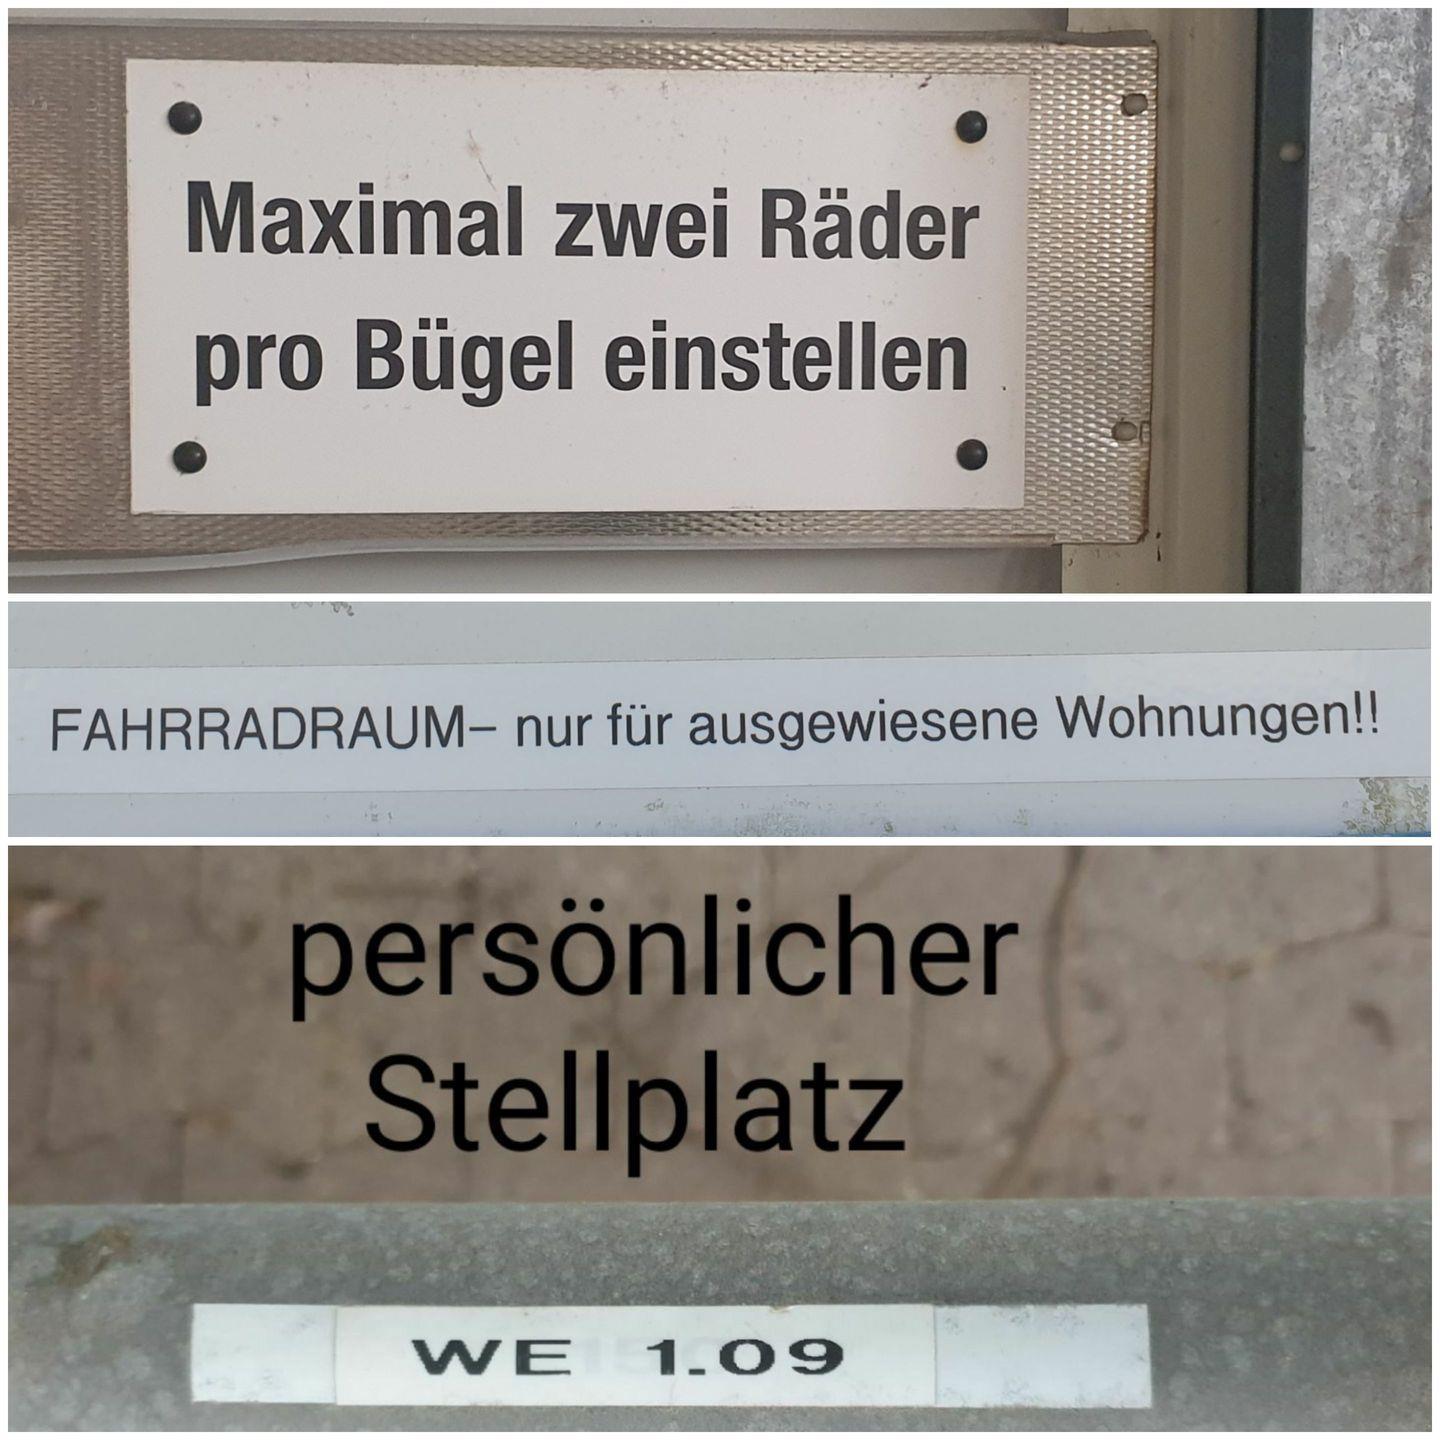 Maximal zwei Räder
pro Bügel einstellen
FAHRRADRAUM– nur für ausgewiesene Wohnungen!!
persönlicher
Stellplatz
WE 1.09